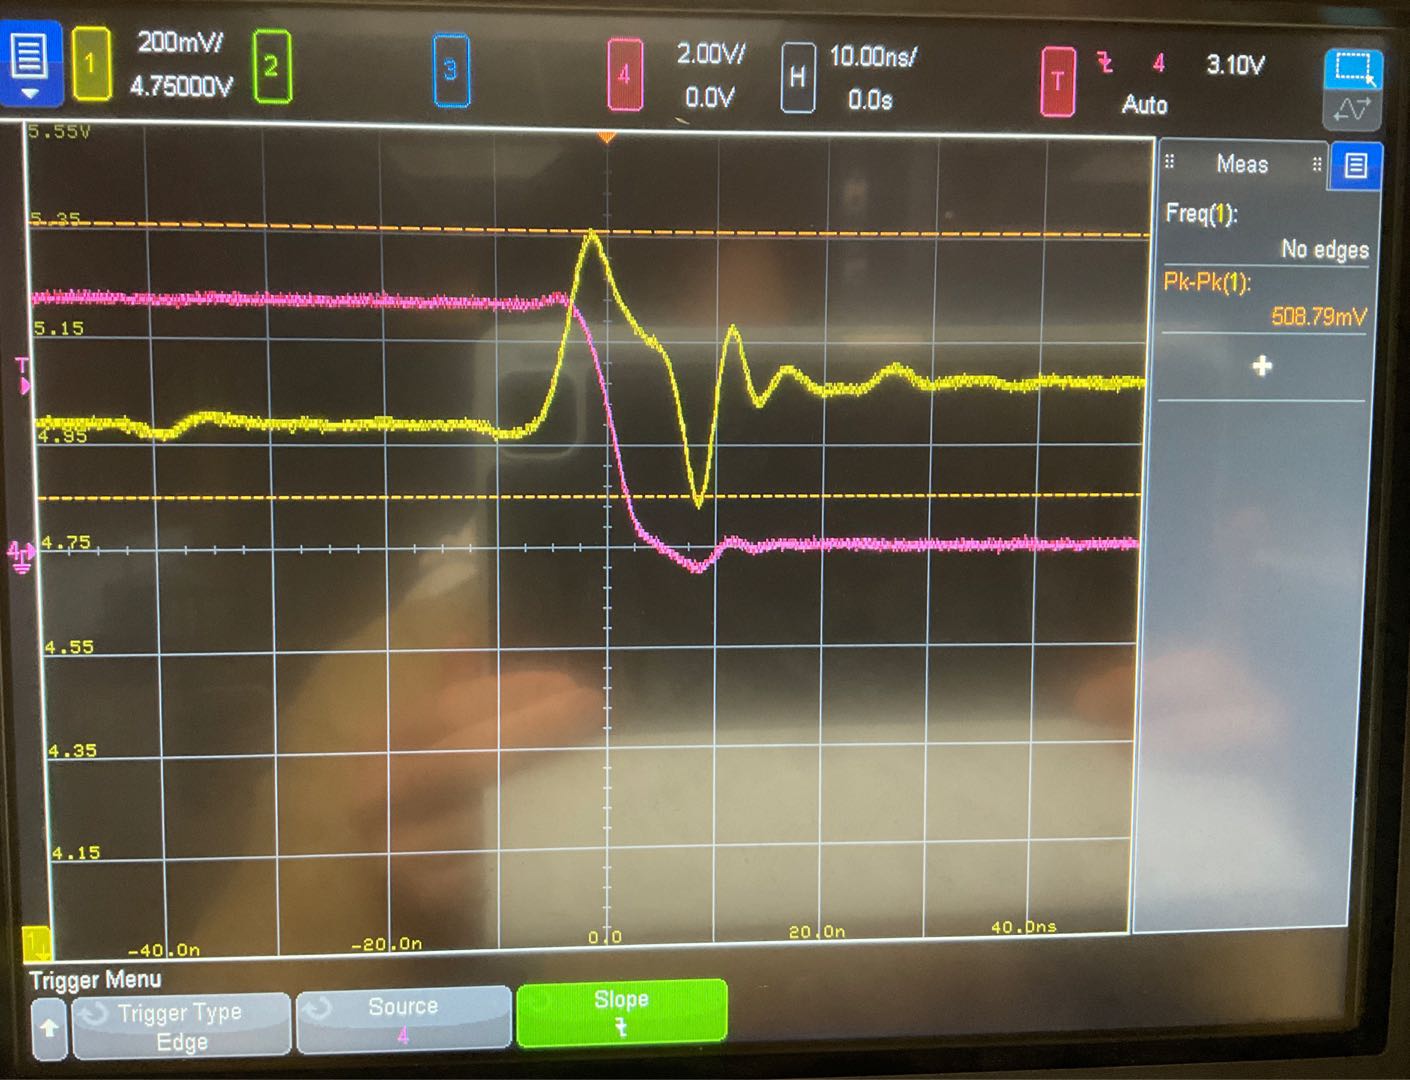 1 200mV/ 2 3 4 2.00V/ H 10.00ns/ T 4 3.10V
4.75000V 0.0V 0.0s Auto
5.55V
Meas
5.35
Freq(1):
No edges
Pk-Pk(1):
508.79mV
5.15
T
+
4.95
4.75
4
4.55
4.35
4.15
1
-40.0n -20.0n 0.0 20.0n 40.0ns
Trigger Menu
Trigger Type Source Slope
Edge 4